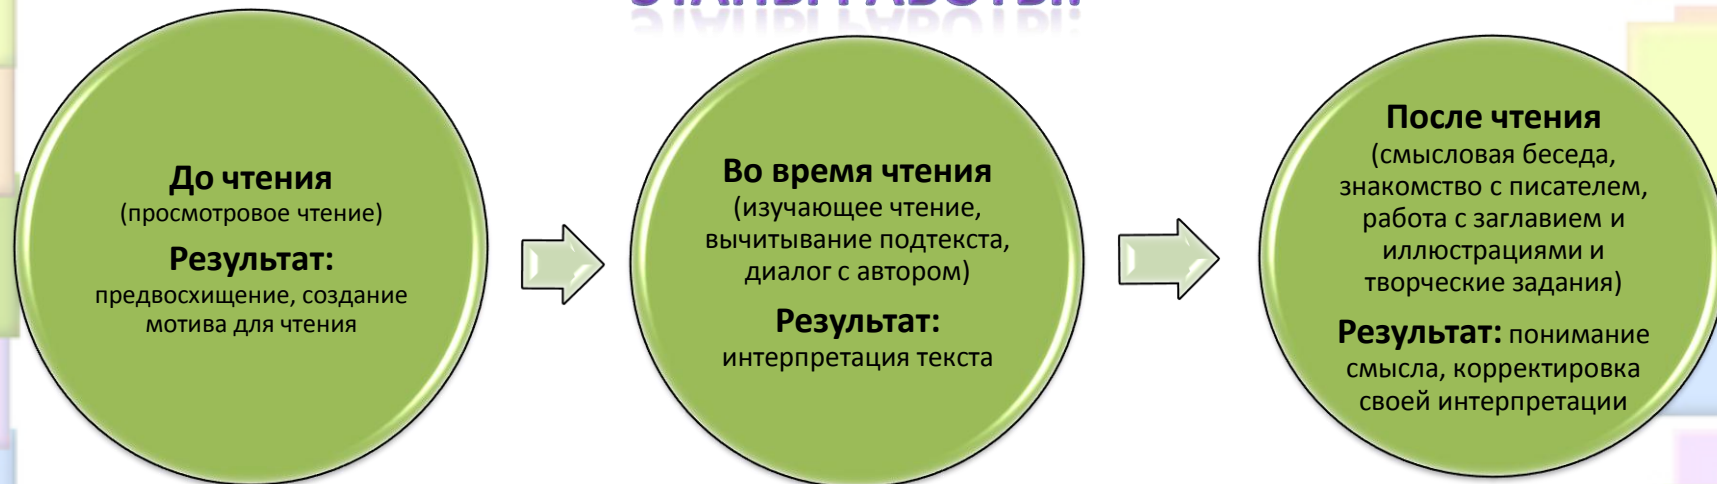 ЭТАПЫ РАБОТЫ:
До чтения
(просмотровое чтение)
Результат:
предвосхищение, создание
мотива для чтения
Во время чтения
(изучающее чтение,
вычитывание подтекста,
диалог с автором)
Результат:
интерпретация текста
После чтения
(смысловая беседа,
знакомство с писателем,
работа с заглавием и
иллюстрациями и
творческие задания)
Результат: понимание
смысла, корректировка
своей интерпретации